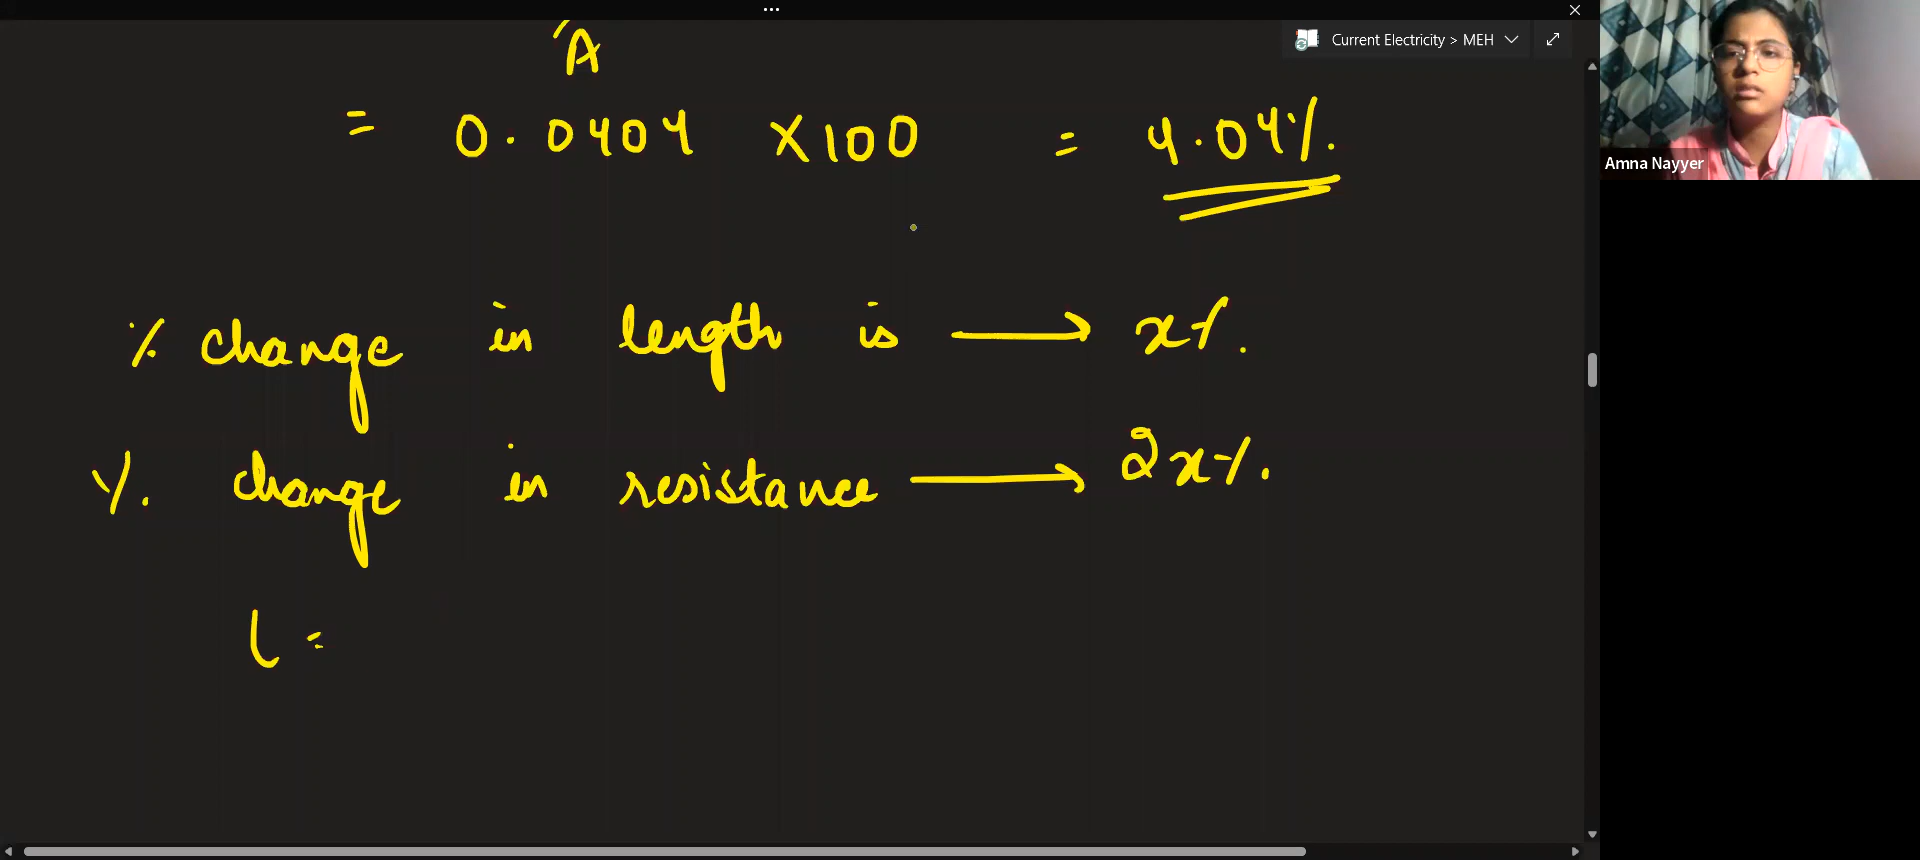 Current Electricity > MEH
A
= 0.0404 X100 = 4.04%.
Amna Nayyer
% change in length is → x%.
% change in resistance → 2x%.
l =